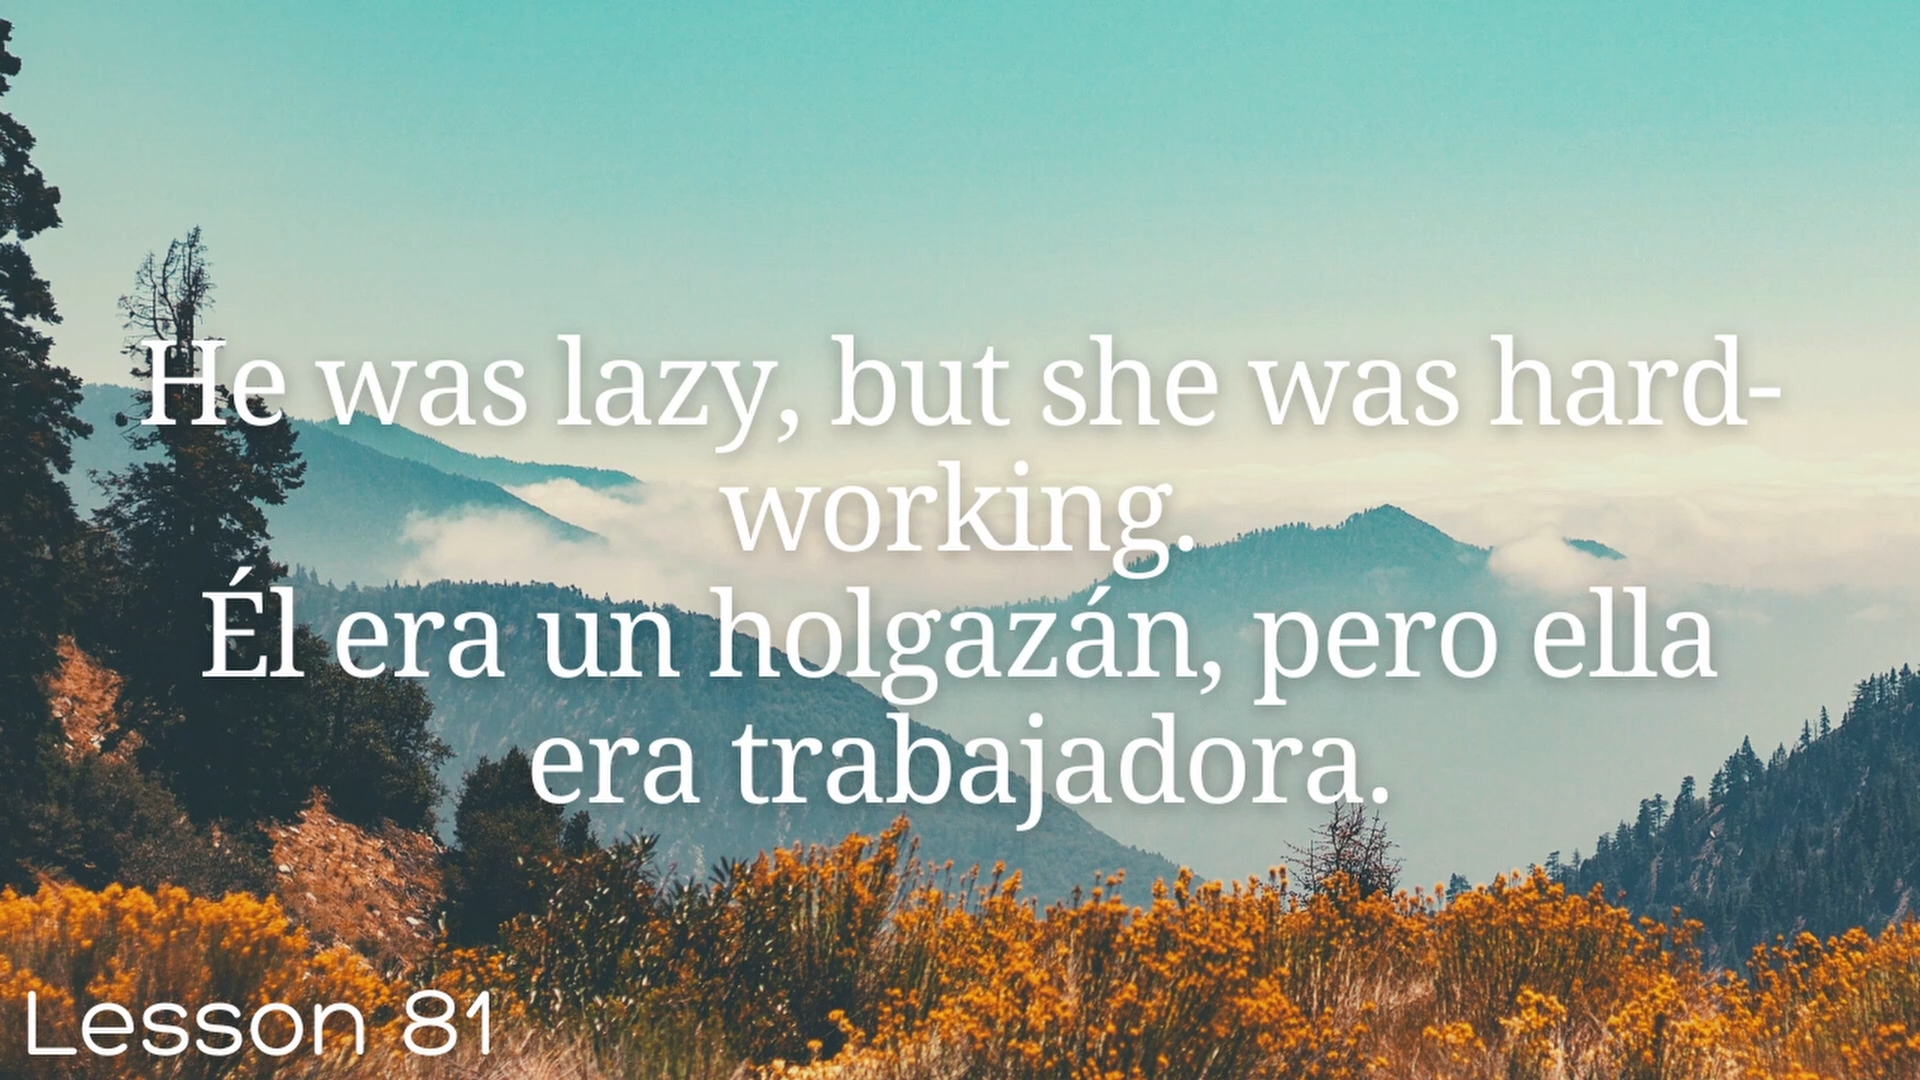 He was lazy, but she was hard-
working.
Él era un holgazán, pero ella
era trabajadora.
Lesson 81